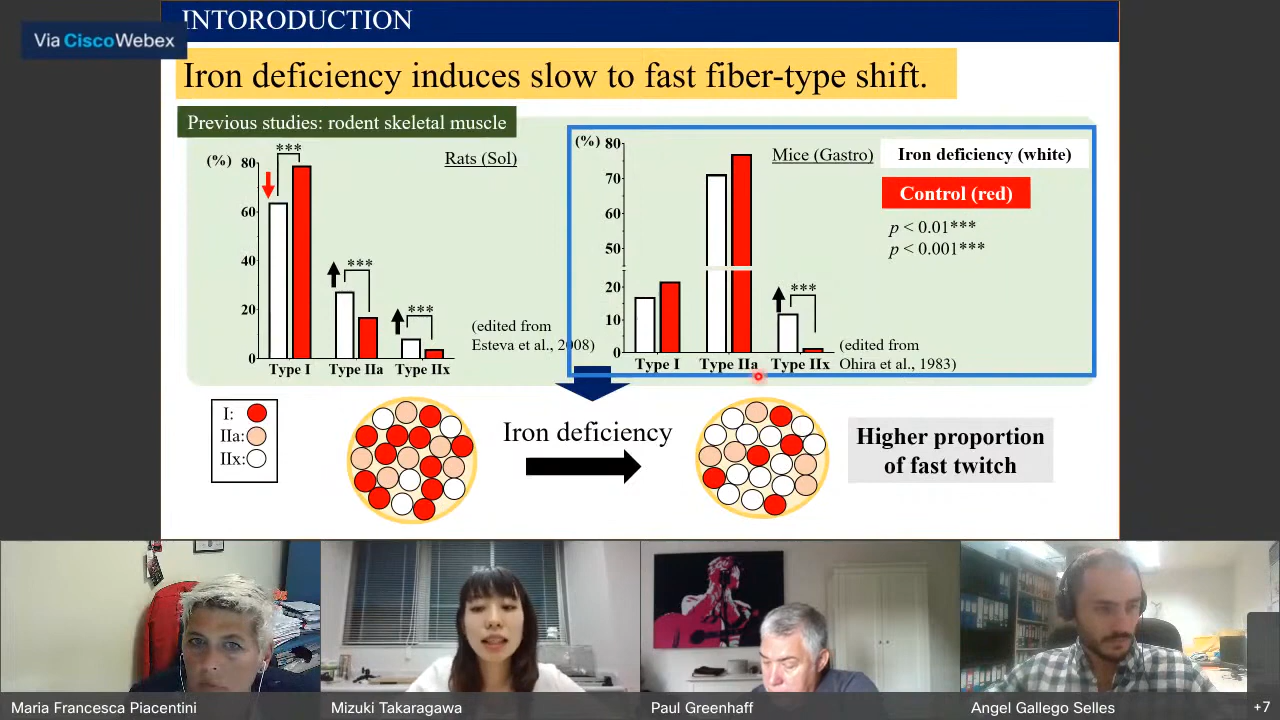 INTORODUCTION
Via CiscoWebex
Iron deficiency induces slow to fast fiber-type shift.
Previous studies: rodent skeletal muscle
(%)
80
60
40
20
0
***
***
***
Rats (Sol)
Type I
Type IIa
Type IIx
(edited from
Esteva et al., 2008)
(%)
80
70
60
50
20
10
0
***
Mice (Gastro)
Type I
Type IIa
Type IIx
(edited from
Ohira et al., 1983)
Iron deficiency (white)
Control (red)
p < 0.01***
p < 0.001***
I:
IIa:
IIx:
Iron deficiency
Higher proportion
of fast twitch
Maria Francesca Piacentini
Mizuki Takaragawa
Paul Greenhaff
Angel Gallego Selles
+7